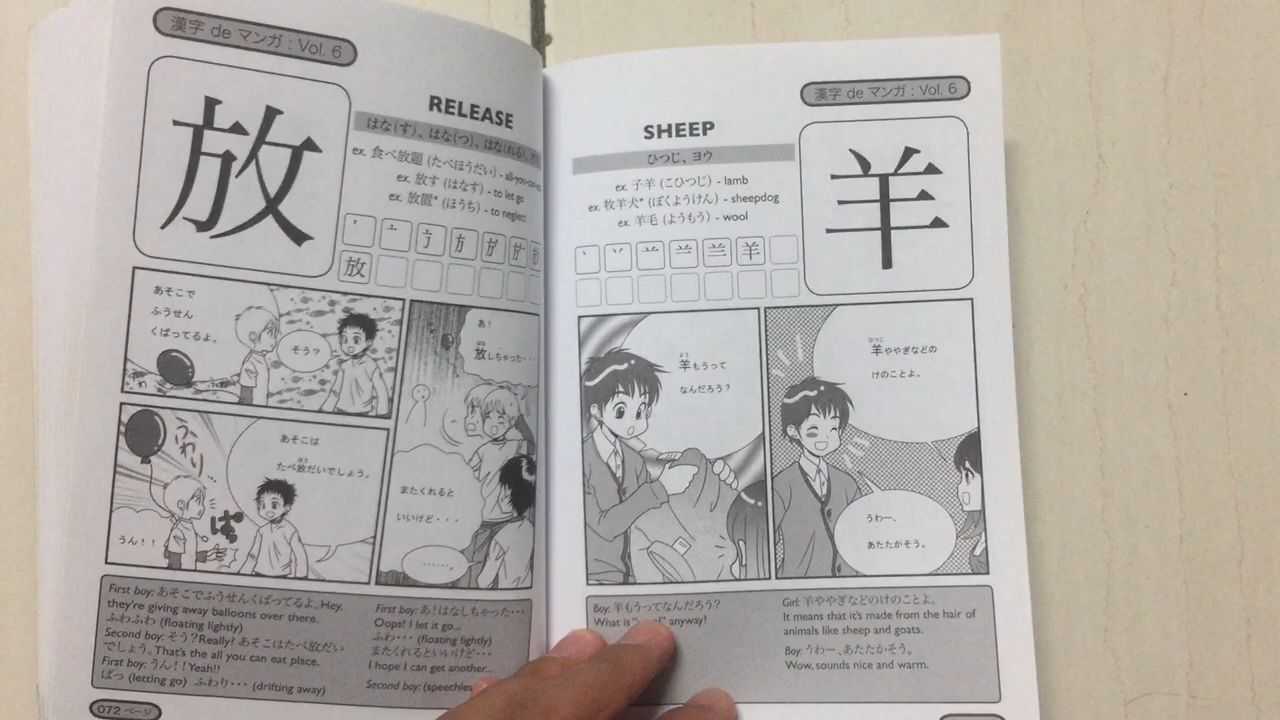 漢字 de マンガ : Vol. 6
放
RELEASE
はな(す)、はな(つ)、はな(れる)、
ex. 食べ放題 (たべほうだい) - all-you-can-
ex. 放す (はなす) - to let go
ex. 放置* (ほうち) - to neglect
放
あそこで
ふうせん
くばってるよ。
そう?
あ!
放しちゃった・・・
はな
ふわり…
あそこは
たべ放だいでしょう。
ほう
うん!!
ぱっ
またくれると
いいけど・・・
・・・・・・。
First boy: あそこでふうせんくばってるよ。Hey,
they're giving away balloons over there.
ふわふわ (floating lightly)
Second boy: そう?Really? あそこはたべ放だい
でしょう。That's the all you can eat place.
First boy: うん!!Yeah!!
ぱっ (letting go) ふわり・・・ (drifting away)
First boy: あ!はなしちゃった・・・
Oops! I let it go...
ふわ・・・ (floating lightly)
またくれるといいけど・・・
I hope I can get another...
Second boy: (speechles
072 ページ
漢字 de マンガ : Vol. 6
SHEEP
羊
ひつじ、ヨウ
ex. 子羊 (こひつじ) - lamb
ex. 牧羊犬* (ぼくようけん) - sheepdog
ex. 羊毛 (ようもう) - wool
羊
よう
羊もうって
なんだろう?
ひつじ
羊ややぎなどの
けのことよ。
うわー、
あたたかそう。
Boy: 羊もうってなんだろう?
What is "wool" anyway?
Girl: 羊ややぎなどのけのことよ。
It means that it's made from the hair of
animals like sheep and goats.
Boy: うわー、あたたかそう。
Wow, sounds nice and warm.